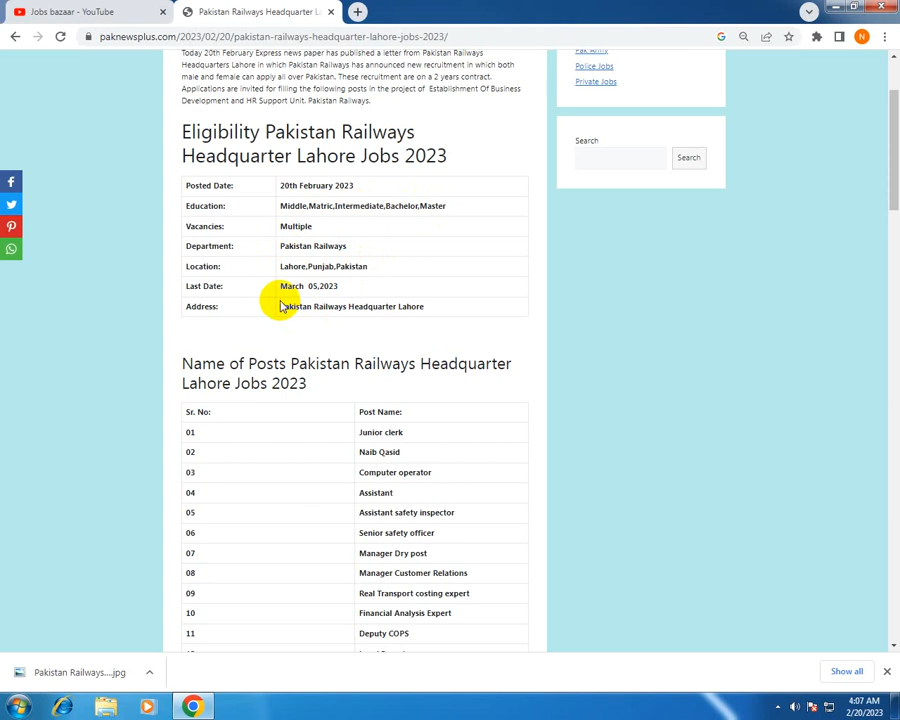 Jobs bazaar - YouTube
Pakistan Railways Headquarter L
paknewsplus.com/2023/02/20/pakistan-railways-headquarter-lahore-jobs-2023/
Today 20th February Express news paper has published a letter from Pakistan Railways
Headquarters Lahore in which Pakistan Railways has announced new recruitment in which both
male and female can apply all over Pakistan. These recruitment are on a 2 years contract.
Applications are invited for filling the following posts in the project of Establishment Of Business
Development and HR Support Unit. Pakistan Railways.
Pak Army
Police Jobs
Private Jobs
Search
Search
Eligibility Pakistan Railways
Headquarter Lahore Jobs 2023
Posted Date: 20th February 2023
Education: Middle,Matric,Intermediate,Bachelor,Master
Vacancies: Multiple
Department: Pakistan Railways
Location: Lahore,Punjab,Pakistan
Last Date: March 05,2023
Address: Pakistan Railways Headquarter Lahore
Name of Posts Pakistan Railways Headquarter
Lahore Jobs 2023
Sr. No: Post Name:
01 Junior clerk
02 Naib Qasid
03 Computer operator
04 Assistant
05 Assistant safety inspector
06 Senior safety officer
07 Manager Dry post
08 Manager Customer Relations
09 Real Transport costing expert
10 Financial Analysis Expert
11 Deputy COPS
Pakistan Railways....jpg
Show all
4:07 AM
2/20/2023